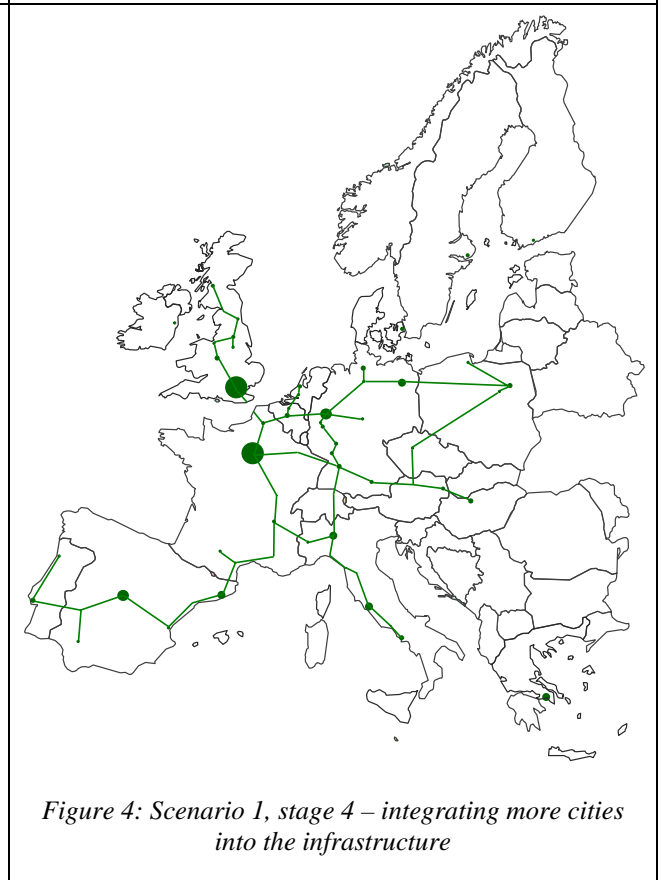 Figure 4: Scenario 1, stage 4 – integrating more cities
into the infrastructure